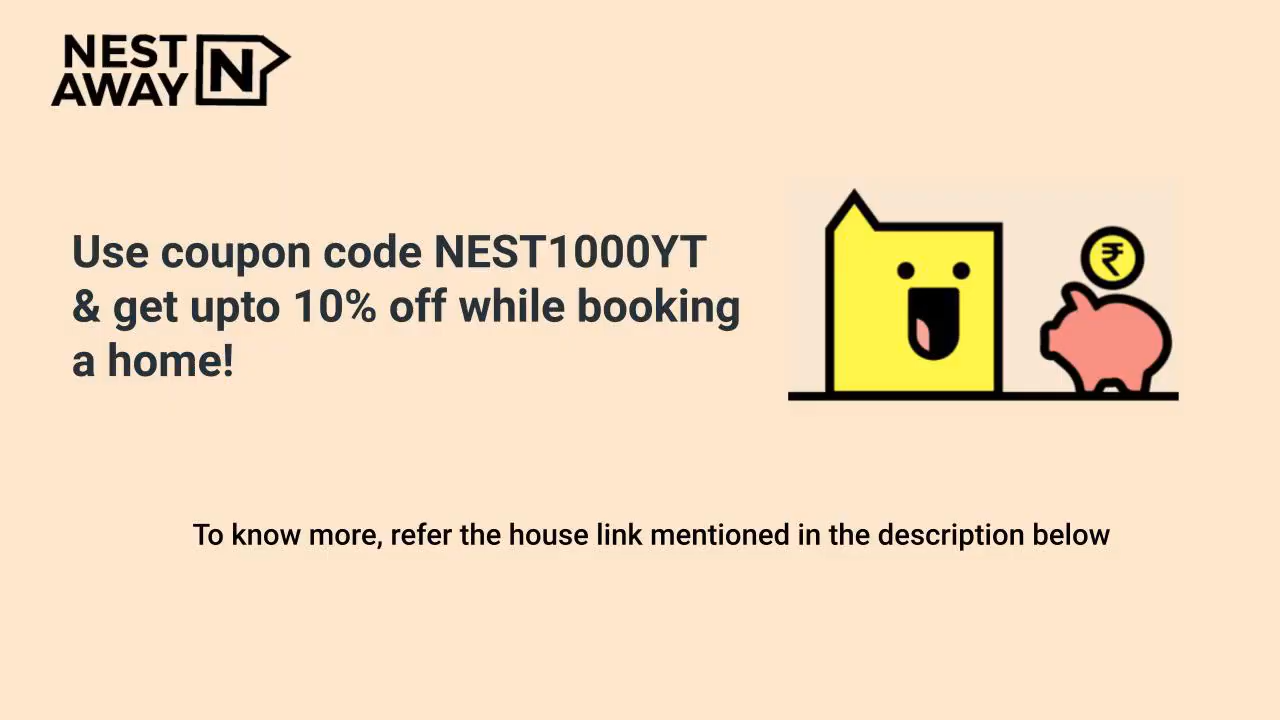 NEST
AWAY N
Use coupon code NEST1000YT
& get upto 10% off while booking
a home!
₹
To know more, refer the house link mentioned in the description below